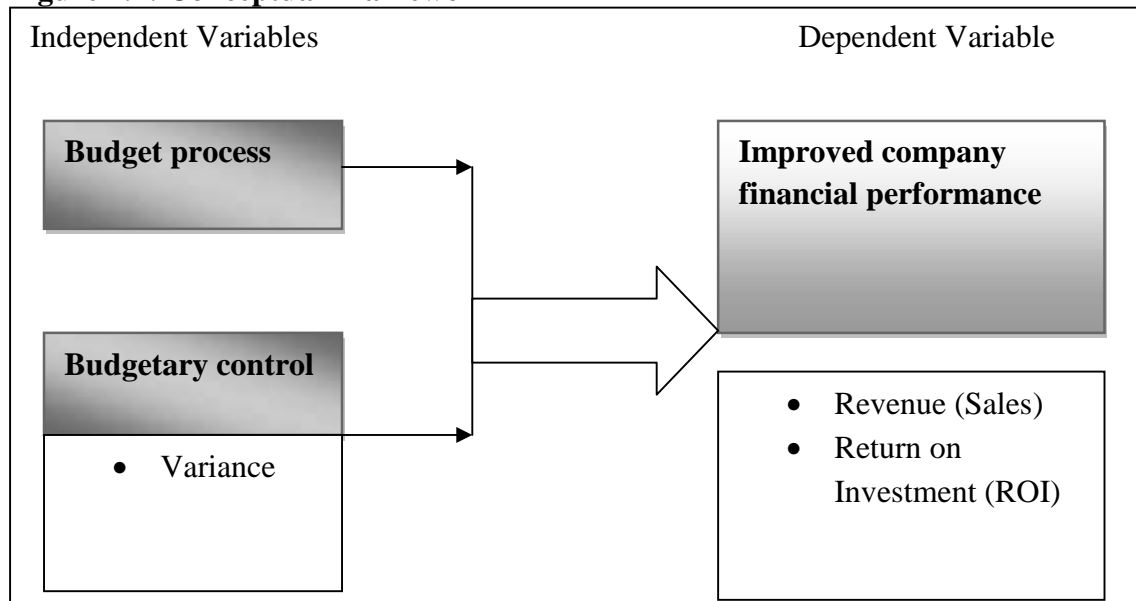 Independent Variables
Dependent Variable
Budget process
Improved company
financial performance
Budgetary control
• Variance
• Revenue (Sales)
• Return on
Investment (ROI)